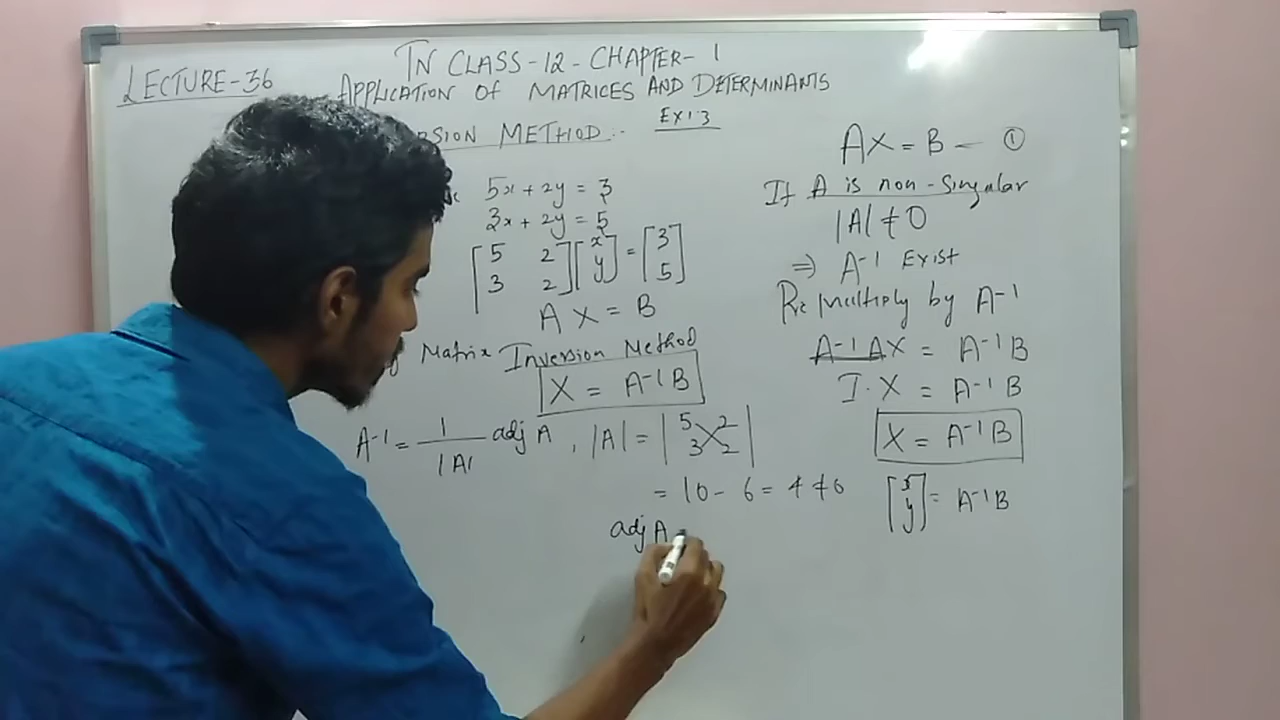 LECTURE-36
TN CLASS-12-CHAPTER-1
APPLICATION OF MATRICES AND DETERMINANTS
METHOD:-
EX 1.3
5x + 2y = 3
3x + 2y = 5
[5 2
3 2] [x
y] = [3
5]
A X = B
Matrix Inversion Method
X = A⁻¹B
A⁻¹ = 1/|A| adj A, |A| = |5 2
3 2|
= 10 - 6 = 4 ≠ 0
adj A
AX = B — ①
If A is non-Singular
|A| ≠ 0
⇒ A⁻¹ Exist
Pre multiply by A⁻¹
A⁻¹AX = A⁻¹B
I·X = A⁻¹B
X = A⁻¹B
[x
y] = A⁻¹B